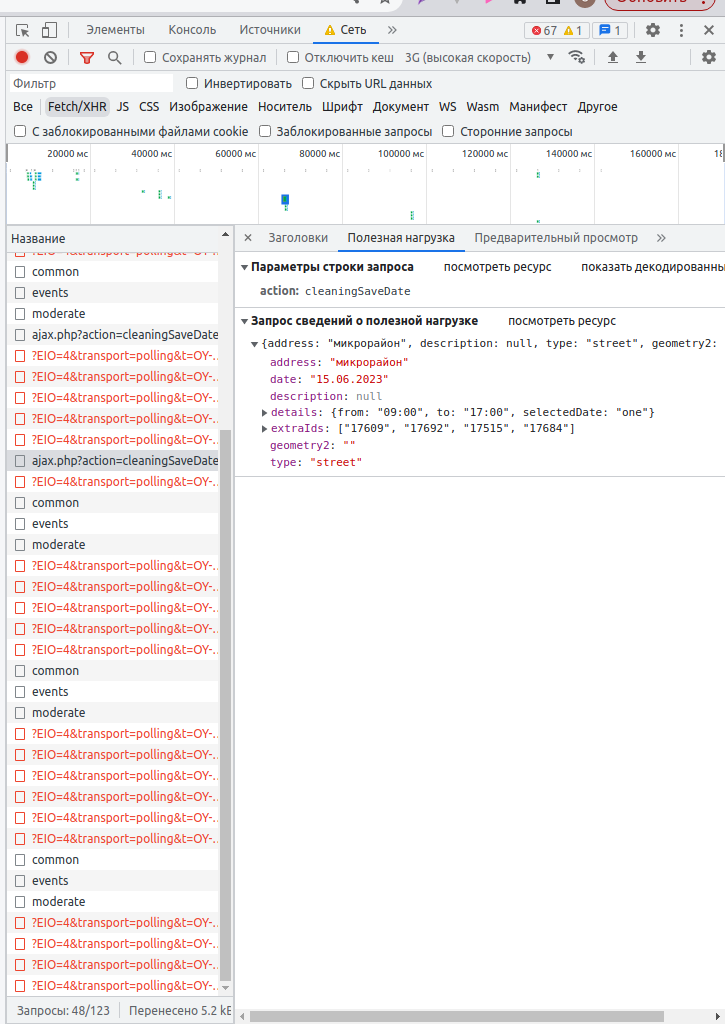 Обновить
Элементы Консоль Источники Сеть 67 1 1
Сохранять журнал Отключить кеш 3G (высокая скорость)
Фильтр Инвертировать Скрыть URL данных
Все Fetch/XHR JS CSS Изображение Носитель Шрифт Документ WS Wasm Манифест Другое
С заблокированными файлами cookie Заблокированные запросы Сторонние запросы
20000 мс 40000 мс 60000 мс 80000 мс 100000 мс 120000 мс 140000 мс 160000 мс 18
Название
× Заголовки Полезная нагрузка Предварительный просмотр »
Параметры строки запроса посмотреть ресурс показать декодированны
action: cleaningSaveDate
Запрос сведений о полезной нагрузке посмотреть ресурс
{address: "микрорайон", description: null, type: "street", geometry2:
address: "микрорайон"
date: "15.06.2023"
description: null
details: {from: "09:00", to: "17:00", selectedDate: "one"}
extraIds: ["17609", "17692", "17515", "17684"]
geometry2: ""
type: "street"
?EIO=4&transport=polling&t=OY-..
common
events
moderate
ajax.php?action=cleaningSaveDate
?EIO=4&transport=polling&t=OY-..
?EIO=4&transport=polling&t=OY-..
?EIO=4&transport=polling&t=OY-..
?EIO=4&transport=polling&t=OY-..
?EIO=4&transport=polling&t=OY-..
ajax.php?action=cleaningSaveDate
?EIO=4&transport=polling&t=OY-..
common
events
moderate
?EIO=4&transport=polling&t=OY-..
?EIO=4&transport=polling&t=OY-..
?EIO=4&transport=polling&t=OY-..
?EIO=4&transport=polling&t=OY-..
?EIO=4&transport=polling&t=OY-..
common
events
moderate
?EIO=4&transport=polling&t=OY-..
?EIO=4&transport=polling&t=OY-..
?EIO=4&transport=polling&t=OY-..
?EIO=4&transport=polling&t=OY-..
?EIO=4&transport=polling&t=OY-..
?EIO=4&transport=polling&t=OY-..
common
events
moderate
?EIO=4&transport=polling&t=OY-..
?EIO=4&transport=polling&t=OY-..
?EIO=4&transport=polling&t=OY-..
?EIO=4&transport=polling&t=OY-..
Запросы: 48/123 Перенесено 5.2 kE